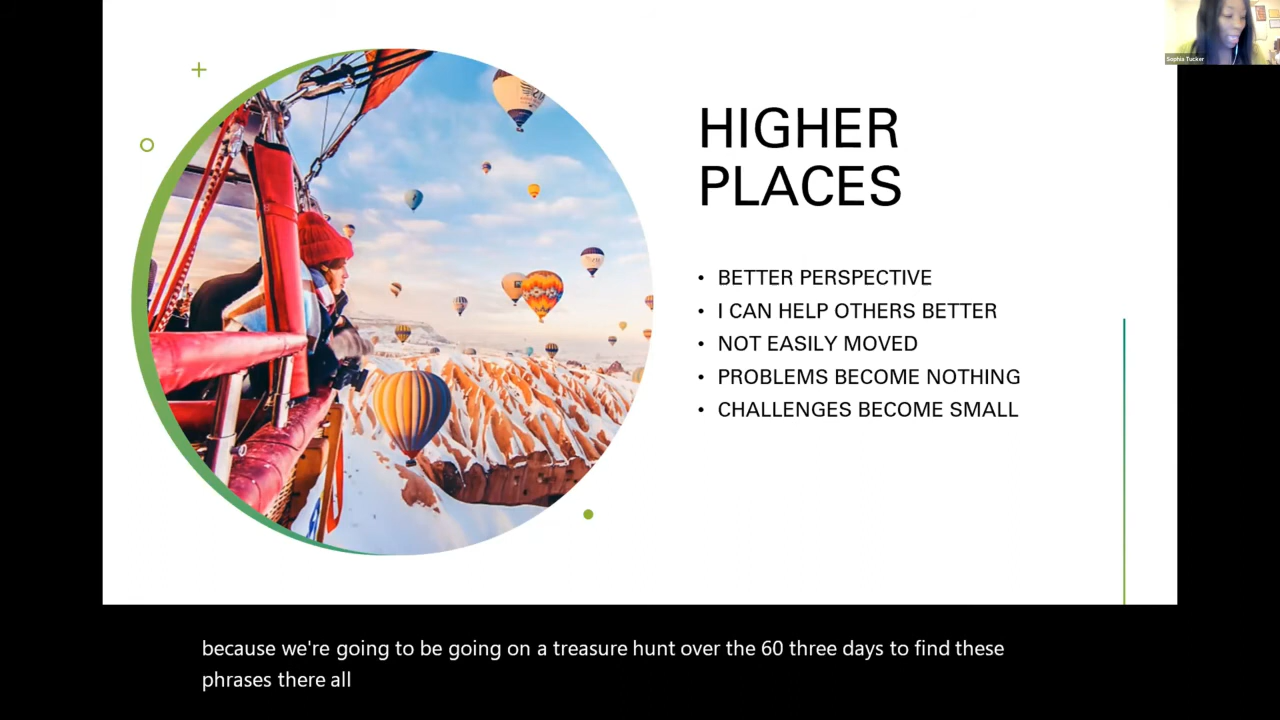 Sophia Tucker
HIGHER
PLACES
• BETTER PERSPECTIVE
• I CAN HELP OTHERS BETTER
• NOT EASILY MOVED
• PROBLEMS BECOME NOTHING
• CHALLENGES BECOME SMALL
because we're going to be going on a treasure hunt over the 60 three days to find these
phrases there all